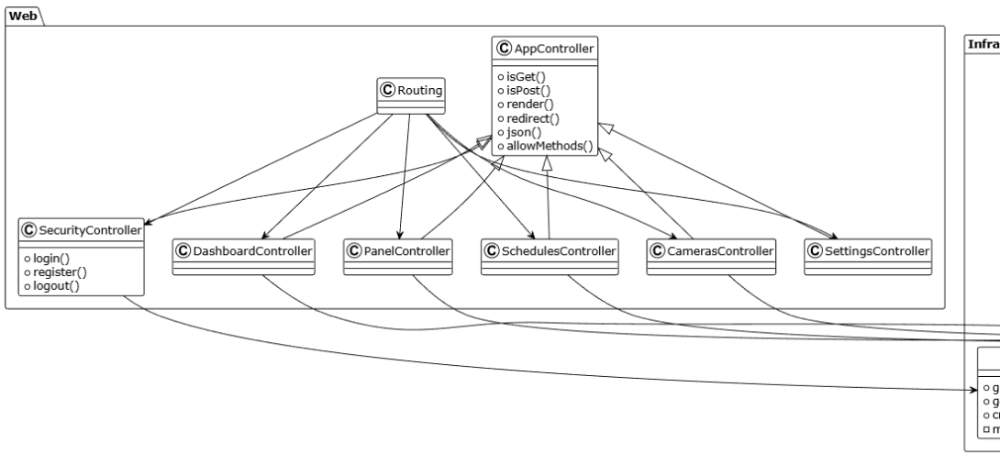 Web
Infra
C AppController
isGet()
isPost()
render()
redirect()
json()
allowMethods()
C Routing
C SecurityController
login()
register()
logout()
C DashboardController
C PanelController
C SchedulesController
C CamerasController
C SettingsController
g
g
m